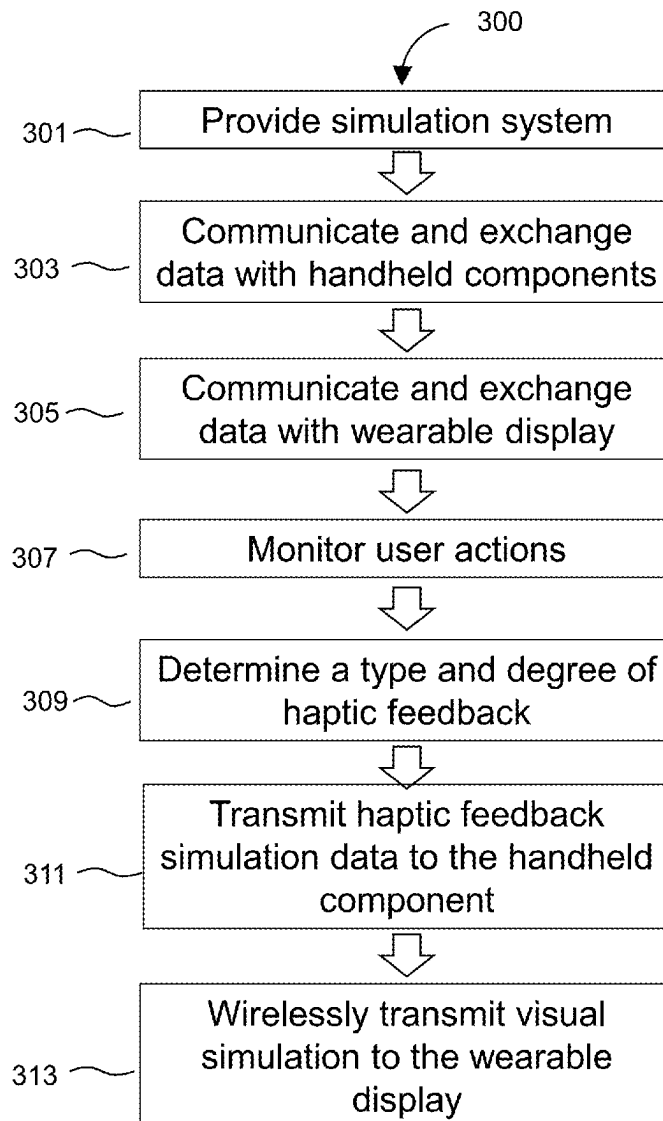 300
301
Provide simulation system
303
Communicate and exchange
data with handheld components
305
Communicate and exchange
data with wearable display
307
Monitor user actions
309
Determine a type and degree of
haptic feedback
311
Transmit haptic feedback
simulation data to the handheld
component
313
Wirelessly transmit visual
simulation to the wearable
display